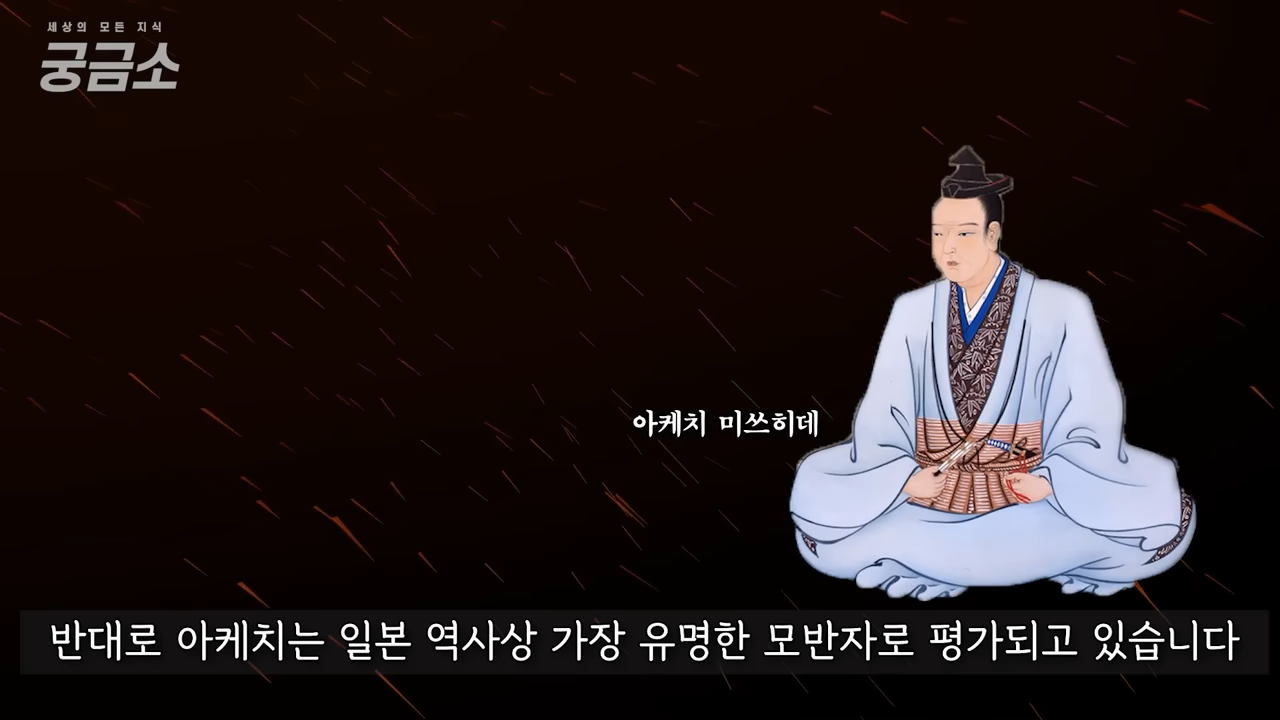 세상의 모든 지식
궁금소
아케치 미쓰히데
반대로 아케치는 일본 역사상 가장 유명한 모반자로 평가되고 있습니다